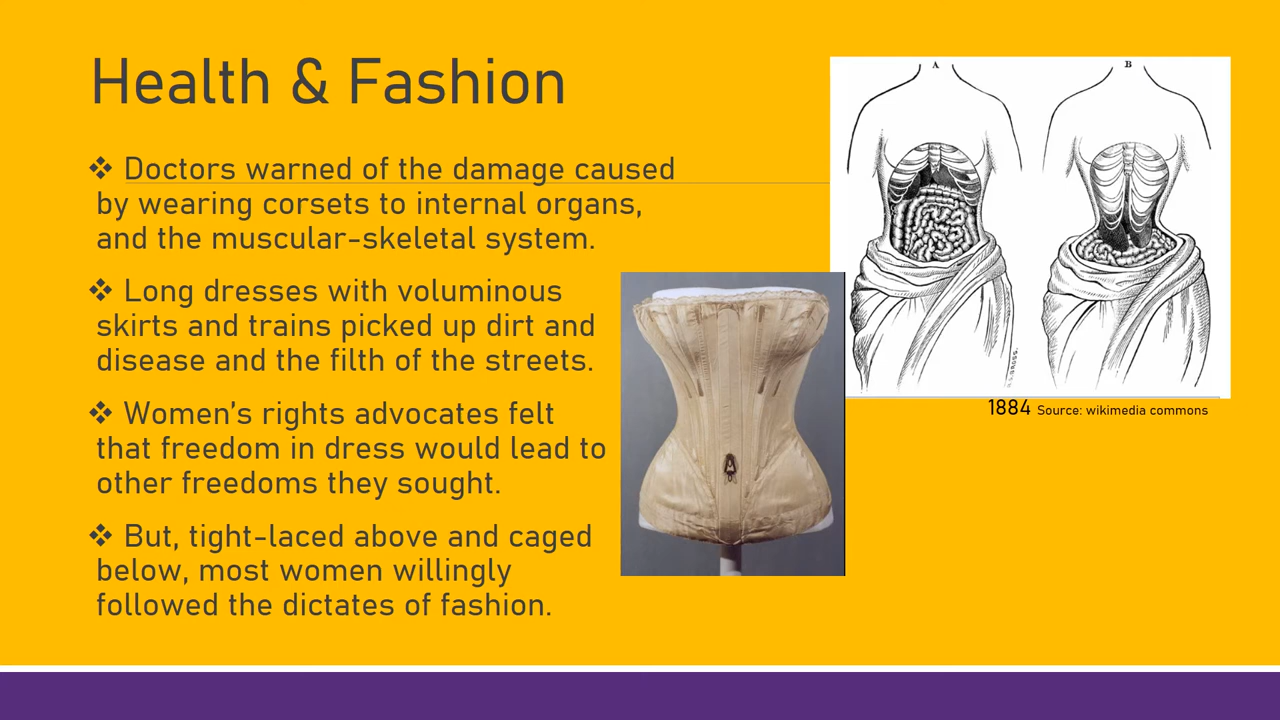 Health & Fashion
❖ Doctors warned of the damage caused
by wearing corsets to internal organs,
and the muscular-skeletal system.
❖ Long dresses with voluminous
skirts and trains picked up dirt and
disease and the filth of the streets.
❖ Women’s rights advocates felt
that freedom in dress would lead to
other freedoms they sought.
❖ But, tight-laced above and caged
below, most women willingly
followed the dictates of fashion.
A
B
1884 Source: wikimedia commons